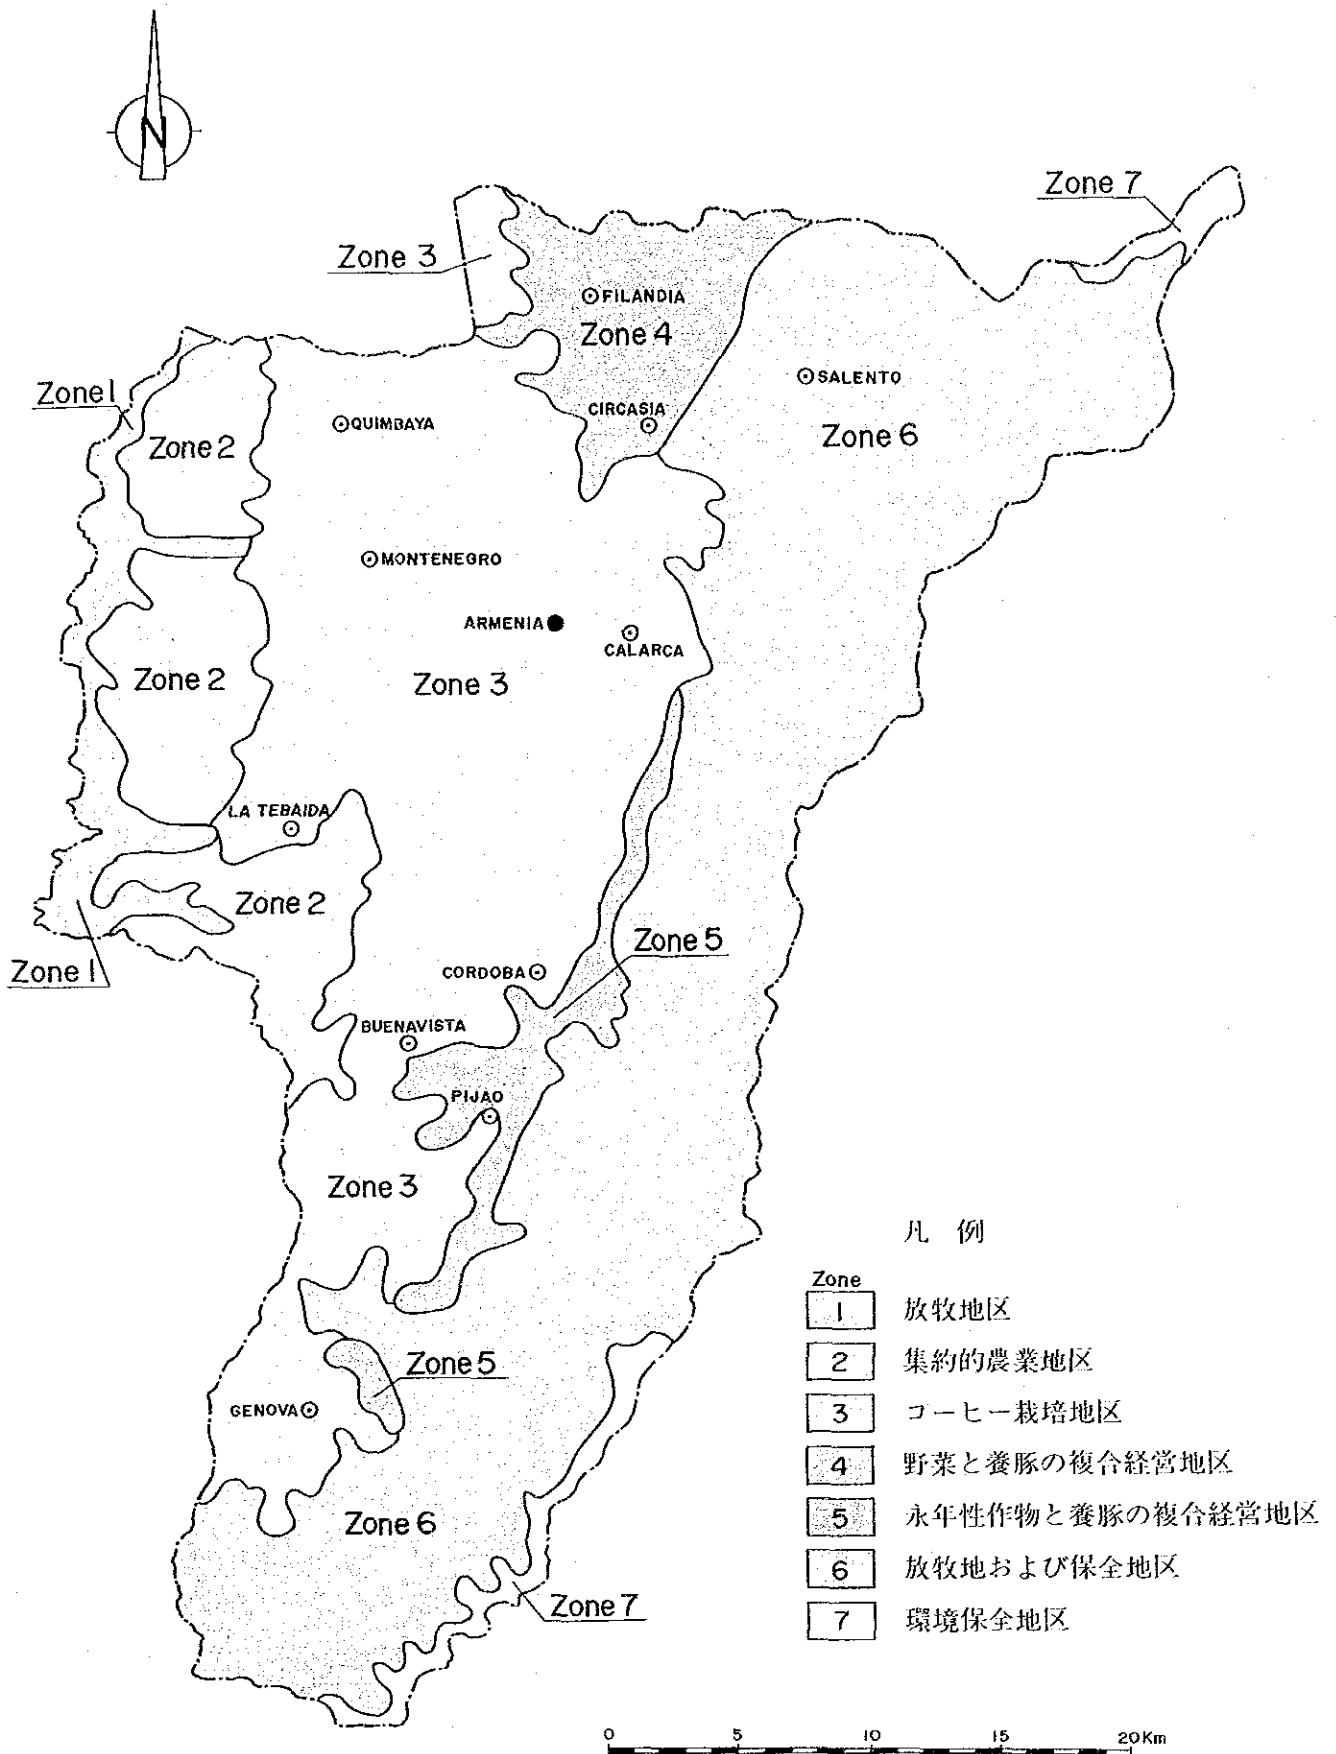 N
Zone 7
Zone 3
FILANDIA
Zone 4
SALENTO
Zone 1
CIRCASIA
QUIMBAYA
Zone 6
Zone 2
MONTENEGRO
ARMENIA
CALARCA
Zone 2
Zone 3
LA TEBAIDA
Zone 2
Zone 5
Zone 1
CORDOBA
BUENAVISTA
PIJAO
Zone 3
Zone 5
GENOVA
Zone 6
Zone 7
凡 例
Zone
1 放牧地区
2 集約的農業地区
3 コーヒー栽培地区
4 野菜と養豚の複合経営地区
5 永年性作物と養豚の複合経営地区
6 放牧地および保全地区
7 環境保全地区
0 5 10 15 20Km